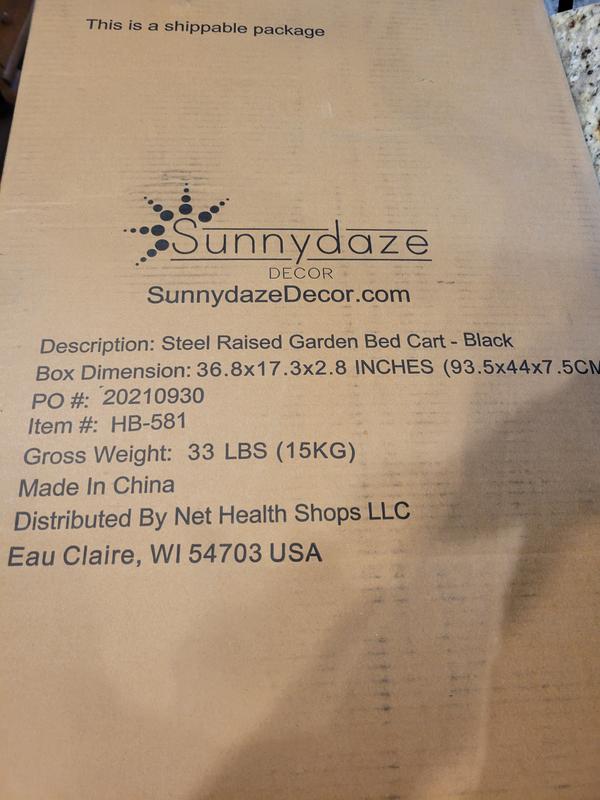 This is a shippable package
Sunnydaze
DECOR
SunnydazeDecor.com
Description: Steel Raised Garden Bed Cart - Black
Box Dimension: 36.8x17.3x2.8 INCHES (93.5x44x7.5CM
PO #: 20210930
Item #: HB-581
Gross Weight: 33 LBS (15KG)
Made In China
Distributed By Net Health Shops LLC
Eau Claire, WI 54703 USA